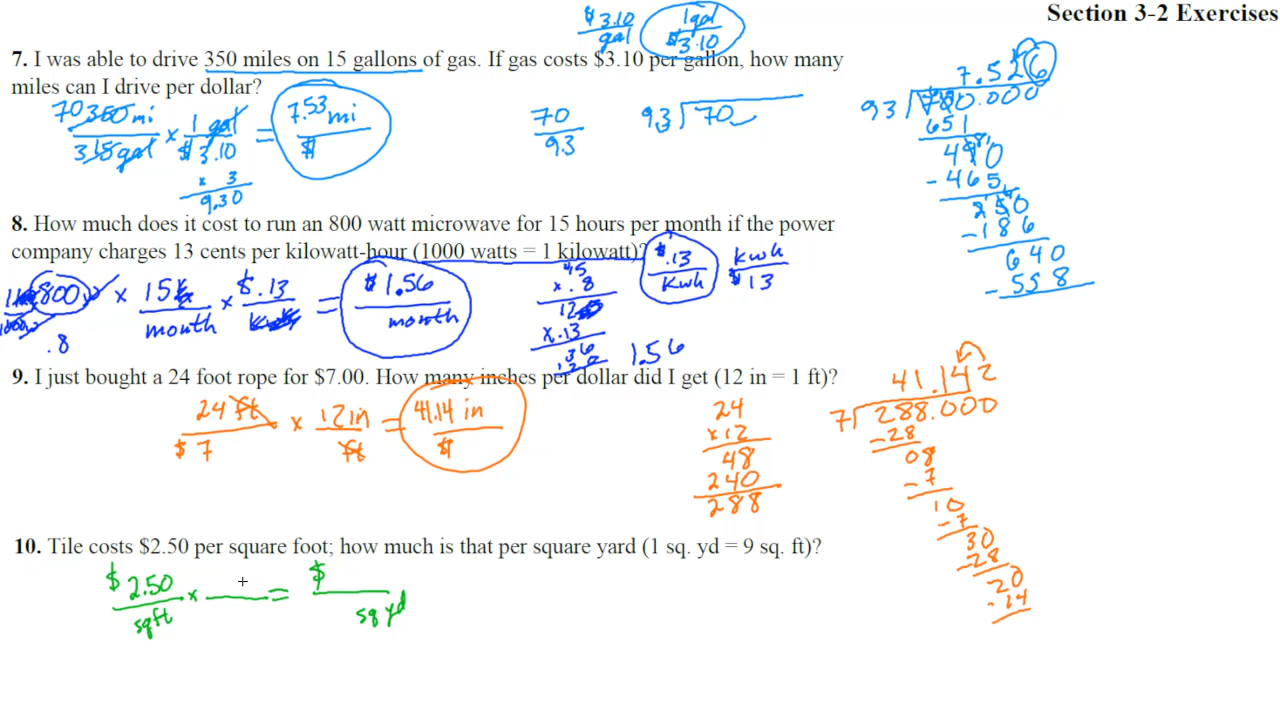 Section 3-2 Exercises
$3.10
gal
1gal
$3.10
7. I was able to drive 350 miles on 15 gallons of gas. If gas costs $3.10 per gallon, how many
miles can I drive per dollar?
70 350 mi
3 15 gal
× 1 gal
$3.10
× 3
9.30
= 7.53 mi
$
70
93
93 70
7.526
93 700.000
651
490
- 465
250
- 186
640
- 558
8. How much does it cost to run an 800 watt microwave for 15 hours per month if the power
company charges 13 cents per kilowatt-hour (1000 watts = 1 kilowatt)?
$.13
kwh
kwh
$.13
800 w × 15 h × $.13 = $1.56
month kwh month
.8
15
× .8
120
× .13
36
120
1.56
9. I just bought a 24 foot rope for $7.00. How many inches per dollar did I get (12 in = 1 ft)?
24 ft × 12 in = 41.14 in
$7 ft $
24
×12
48
240
288
41.142
7 288.000
-28
08
- 7
10
- 7
30
- 28
20
- 14
10. Tile costs $2.50 per square foot; how much is that per square yard (1 sq. yd = 9 sq. ft)?
$2.50 × = $
sqft sq yd